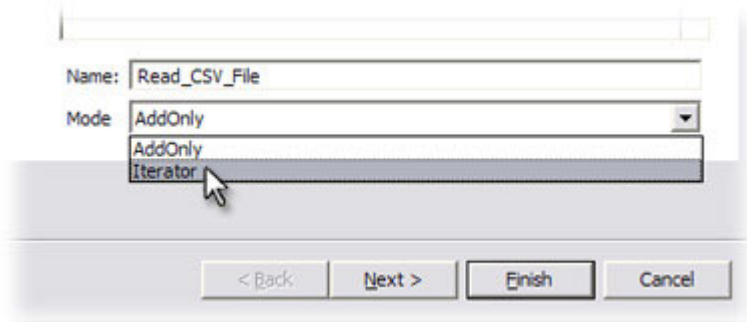 Name: Read_CSV_File
Mode AddOnly
AddOnly
Iterator
< Back Next > Finish Cancel